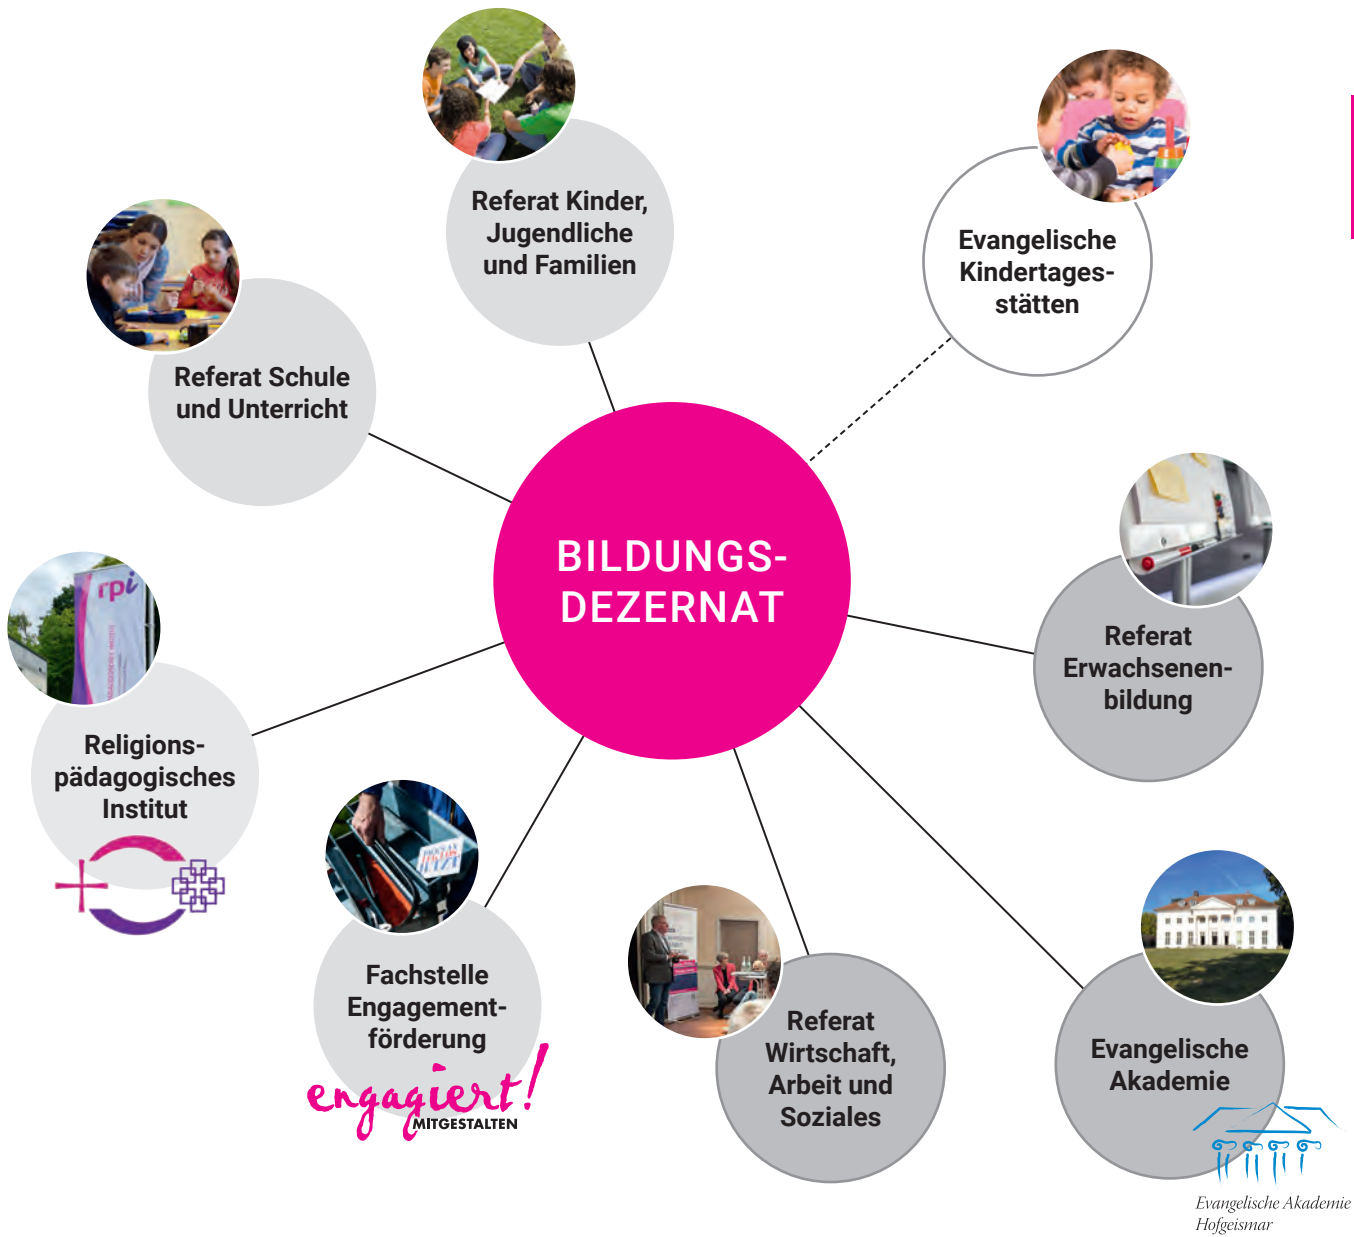 Referat Kinder,
Jugendliche
und Familien
Evangelische
Kindertages-
stätten
Referat Schule
und Unterricht
BILDUNGS-
DEZERNAT
rpi
Referat
Erwachsenen-
bildung
Religions-
pädagogisches
Institut
Fachstelle
Engagement-
förderung
engagiert!
MITGESTALTEN
Referat
Wirtschaft,
Arbeit und
Soziales
Evangelische
Akademie
Evangelische Akademie
Hofgeismar